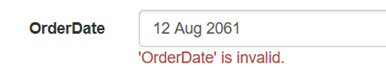 OrderDate 12 Aug 2061
'OrderDate' is invalid.